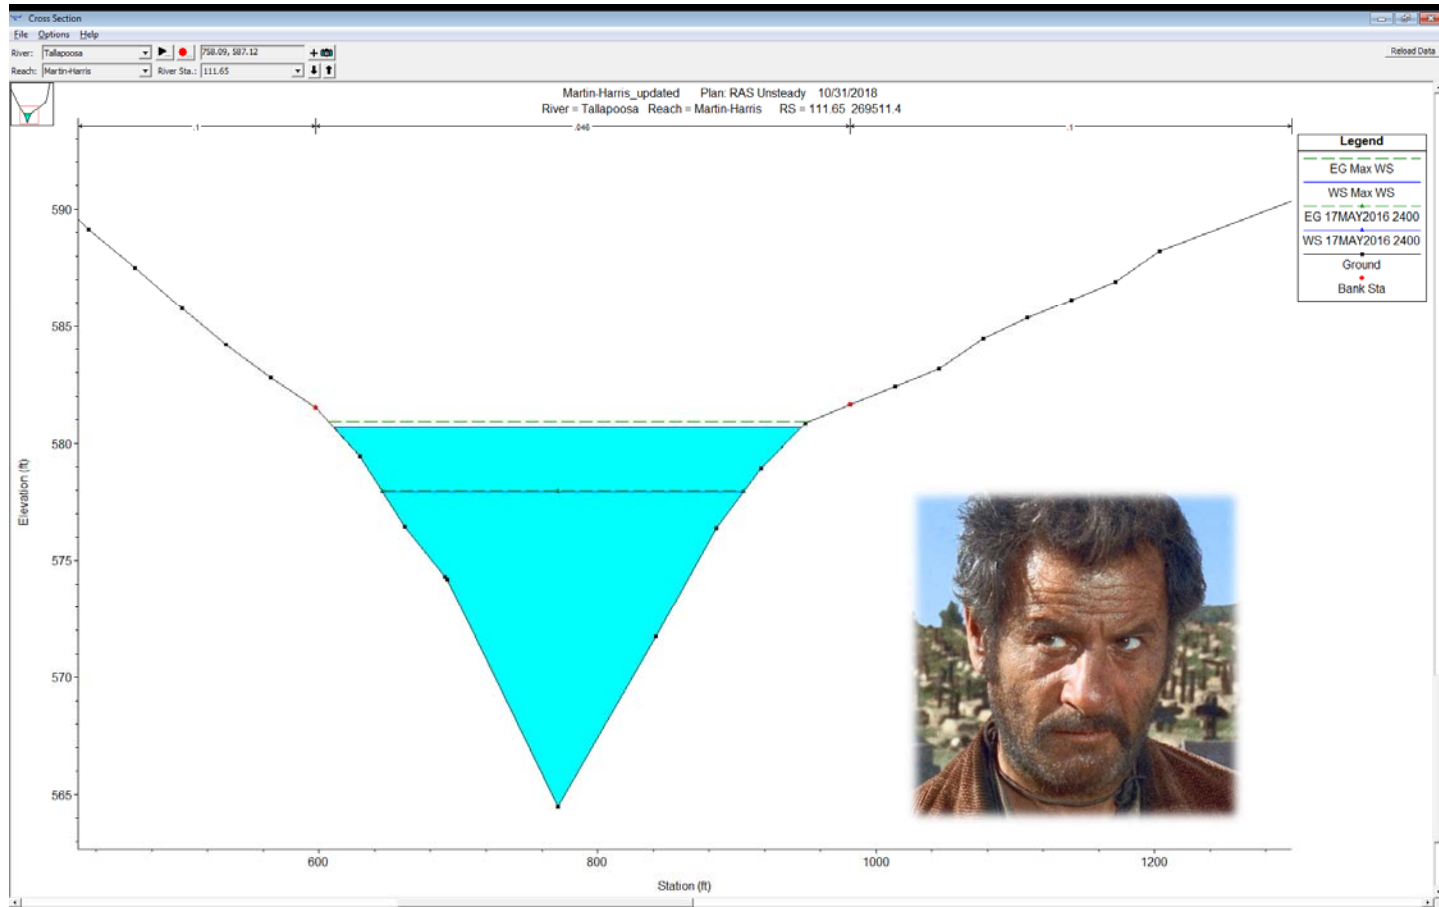 Cross Section
File Options Help
River: Tallapoosa 758.09, 587.12
Reload Data
Reach: Martin-Harris River Sta.: 111.65
Martin-Harris_updated Plan: RAS Unsteady 10/31/2018
River = Tallapoosa Reach = Martin-Harris RS = 111.65 269511.4
.1 .046 .1
Legend
EG Max WS
WS Max WS
EG 17MAY2016 2400
WS 17MAY2016 2400
Ground
Bank Sta
590
585
580
575
570
565
Elevation (ft)
600 800 1000 1200
Station (ft)